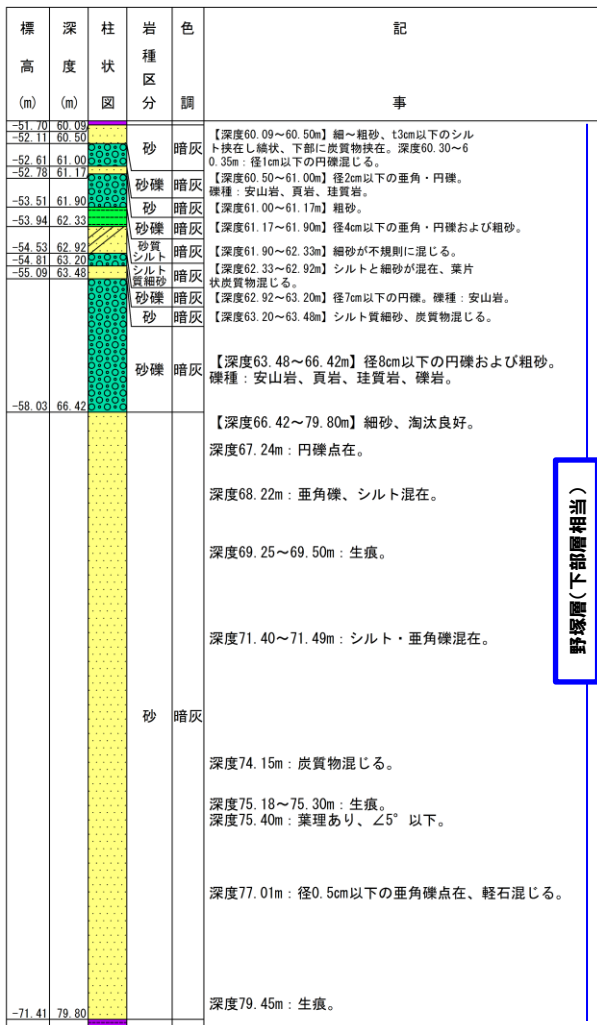 標高(m)
深度(m)
柱状図
岩種区分
色調
記事
-51.70 60.09
-52.11 60.50
-52.61 61.00
-52.78 61.17
-53.51 61.90
-53.94 62.33
-54.53 62.92
-54.81 63.20
-55.09 63.48
-58.03 66.42
-71.41 79.80
砂 暗灰
【深度60.09～60.50m】細～粗砂、t3cm以下のシル
ト挟在し縞状、下部に炭質物挟在。深度60.30～6
0.35m：径1cm以下の円礫混じる。
砂礫 暗灰
【深度60.50～61.00m】径2cm以下の亜角・円礫。
礫種：安山岩、頁岩、珪質岩。
砂 暗灰
【深度61.00～61.17m】粗砂。
砂礫 暗灰
【深度61.17～61.90m】径4cm以下の亜角・円礫および粗砂。
砂質
シルト
暗灰
【深度61.90～62.33m】細砂が不規則に混じる。
シルト
質細砂
暗灰
【深度62.33～62.92m】シルトと細砂が混在、葉片
状炭質物混じる。
砂礫 暗灰
【深度62.92～63.20m】径7cm以下の円礫。礫種：安山岩。
砂 暗灰
【深度63.20～63.48m】シルト質細砂、炭質物混じる。
砂礫 暗灰
【深度63.48～66.42m】径8cm以下の円礫および粗砂。
礫種：安山岩、頁岩、珪質岩、礫岩。
砂 暗灰
【深度66.42～79.80m】細砂、淘汰良好。
深度67.24m：円礫点在。
深度68.22m：亜角礫、シルト混在。
深度69.25～69.50m：生痕。
深度71.40～71.49m：シルト・亜角礫混在。
深度74.15m：炭質物混じる。
深度75.18～75.30m：生痕。
深度75.40m：葉理あり、∠5°以下。
深度77.01m：径0.5cm以下の亜角礫点在、軽石混じる。
深度79.45m：生痕。
野塚層(下部層相当)